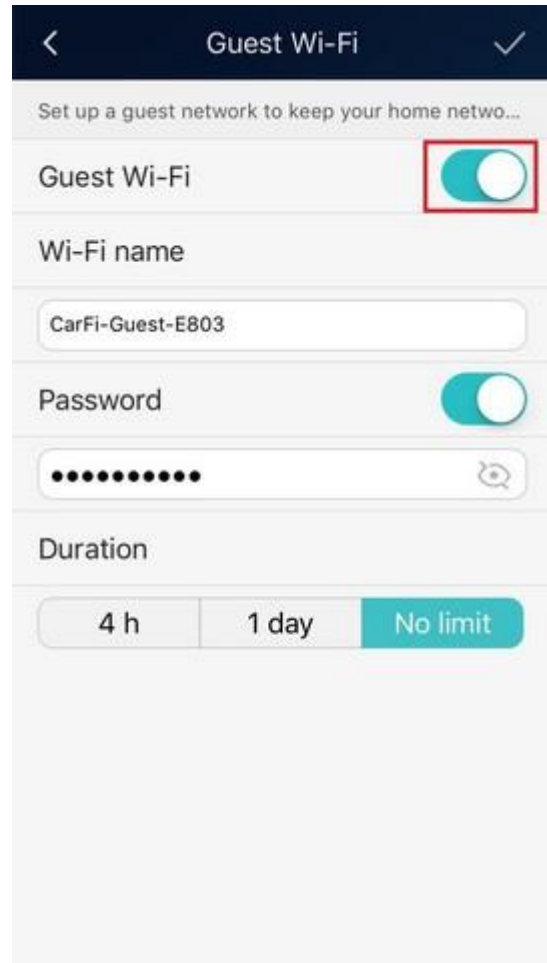 Guest Wi-Fi
Set up a guest network to keep your home netwo...
Guest Wi-Fi
Wi-Fi name
CarFi-Guest-E803
Password
••••••••••
Duration
4 h 1 day No limit